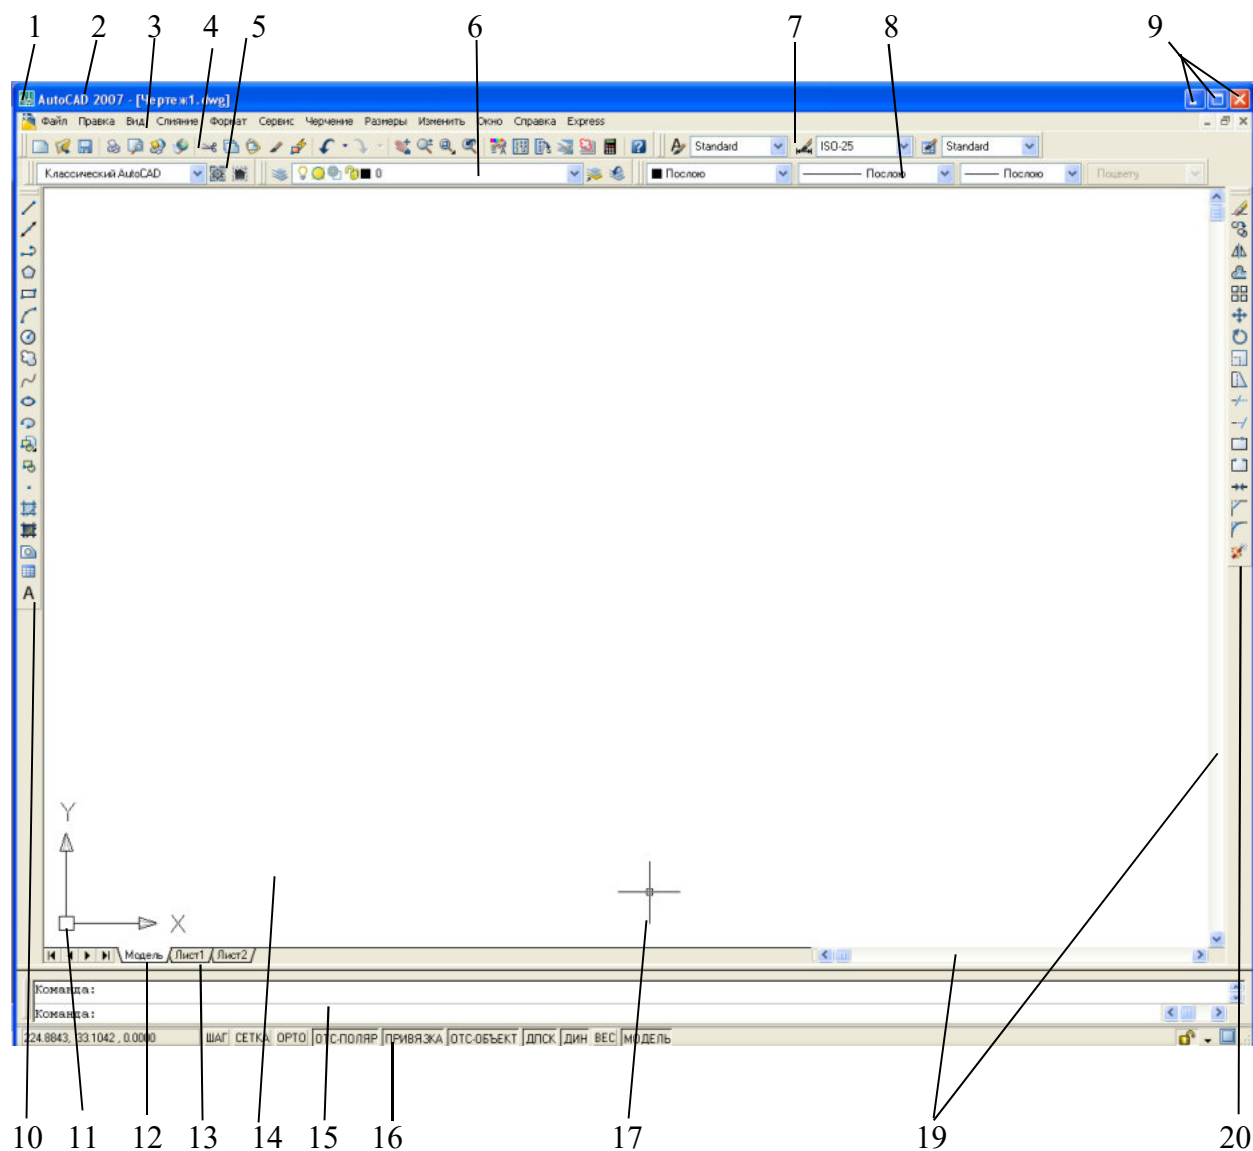 1 2 3 4 5 6 7 8 9
AutoCAD 2007 - [Чертеж1.dwg]
Файл Правка Вид Слияние Формат Сервис Черчение Размеры Изменить Окно Справка Express
Standard ISO-25 Standard
Классический AutoCAD 0 Послою Послою Послою Поцвету
A
Y
X
Модель Лист1 Лист2
Команда:
Команда:
224.8843, 33.1042 , 0.0000 ШАГ СЕТКА ОРТО ОТС-ПОЛЯР ПРИВЯЗКА ОТС-ОБЪЕКТ ДПСК ДИН ВЕС МОДЕЛЬ
10 11 12 13 14 15 16 17 19 20